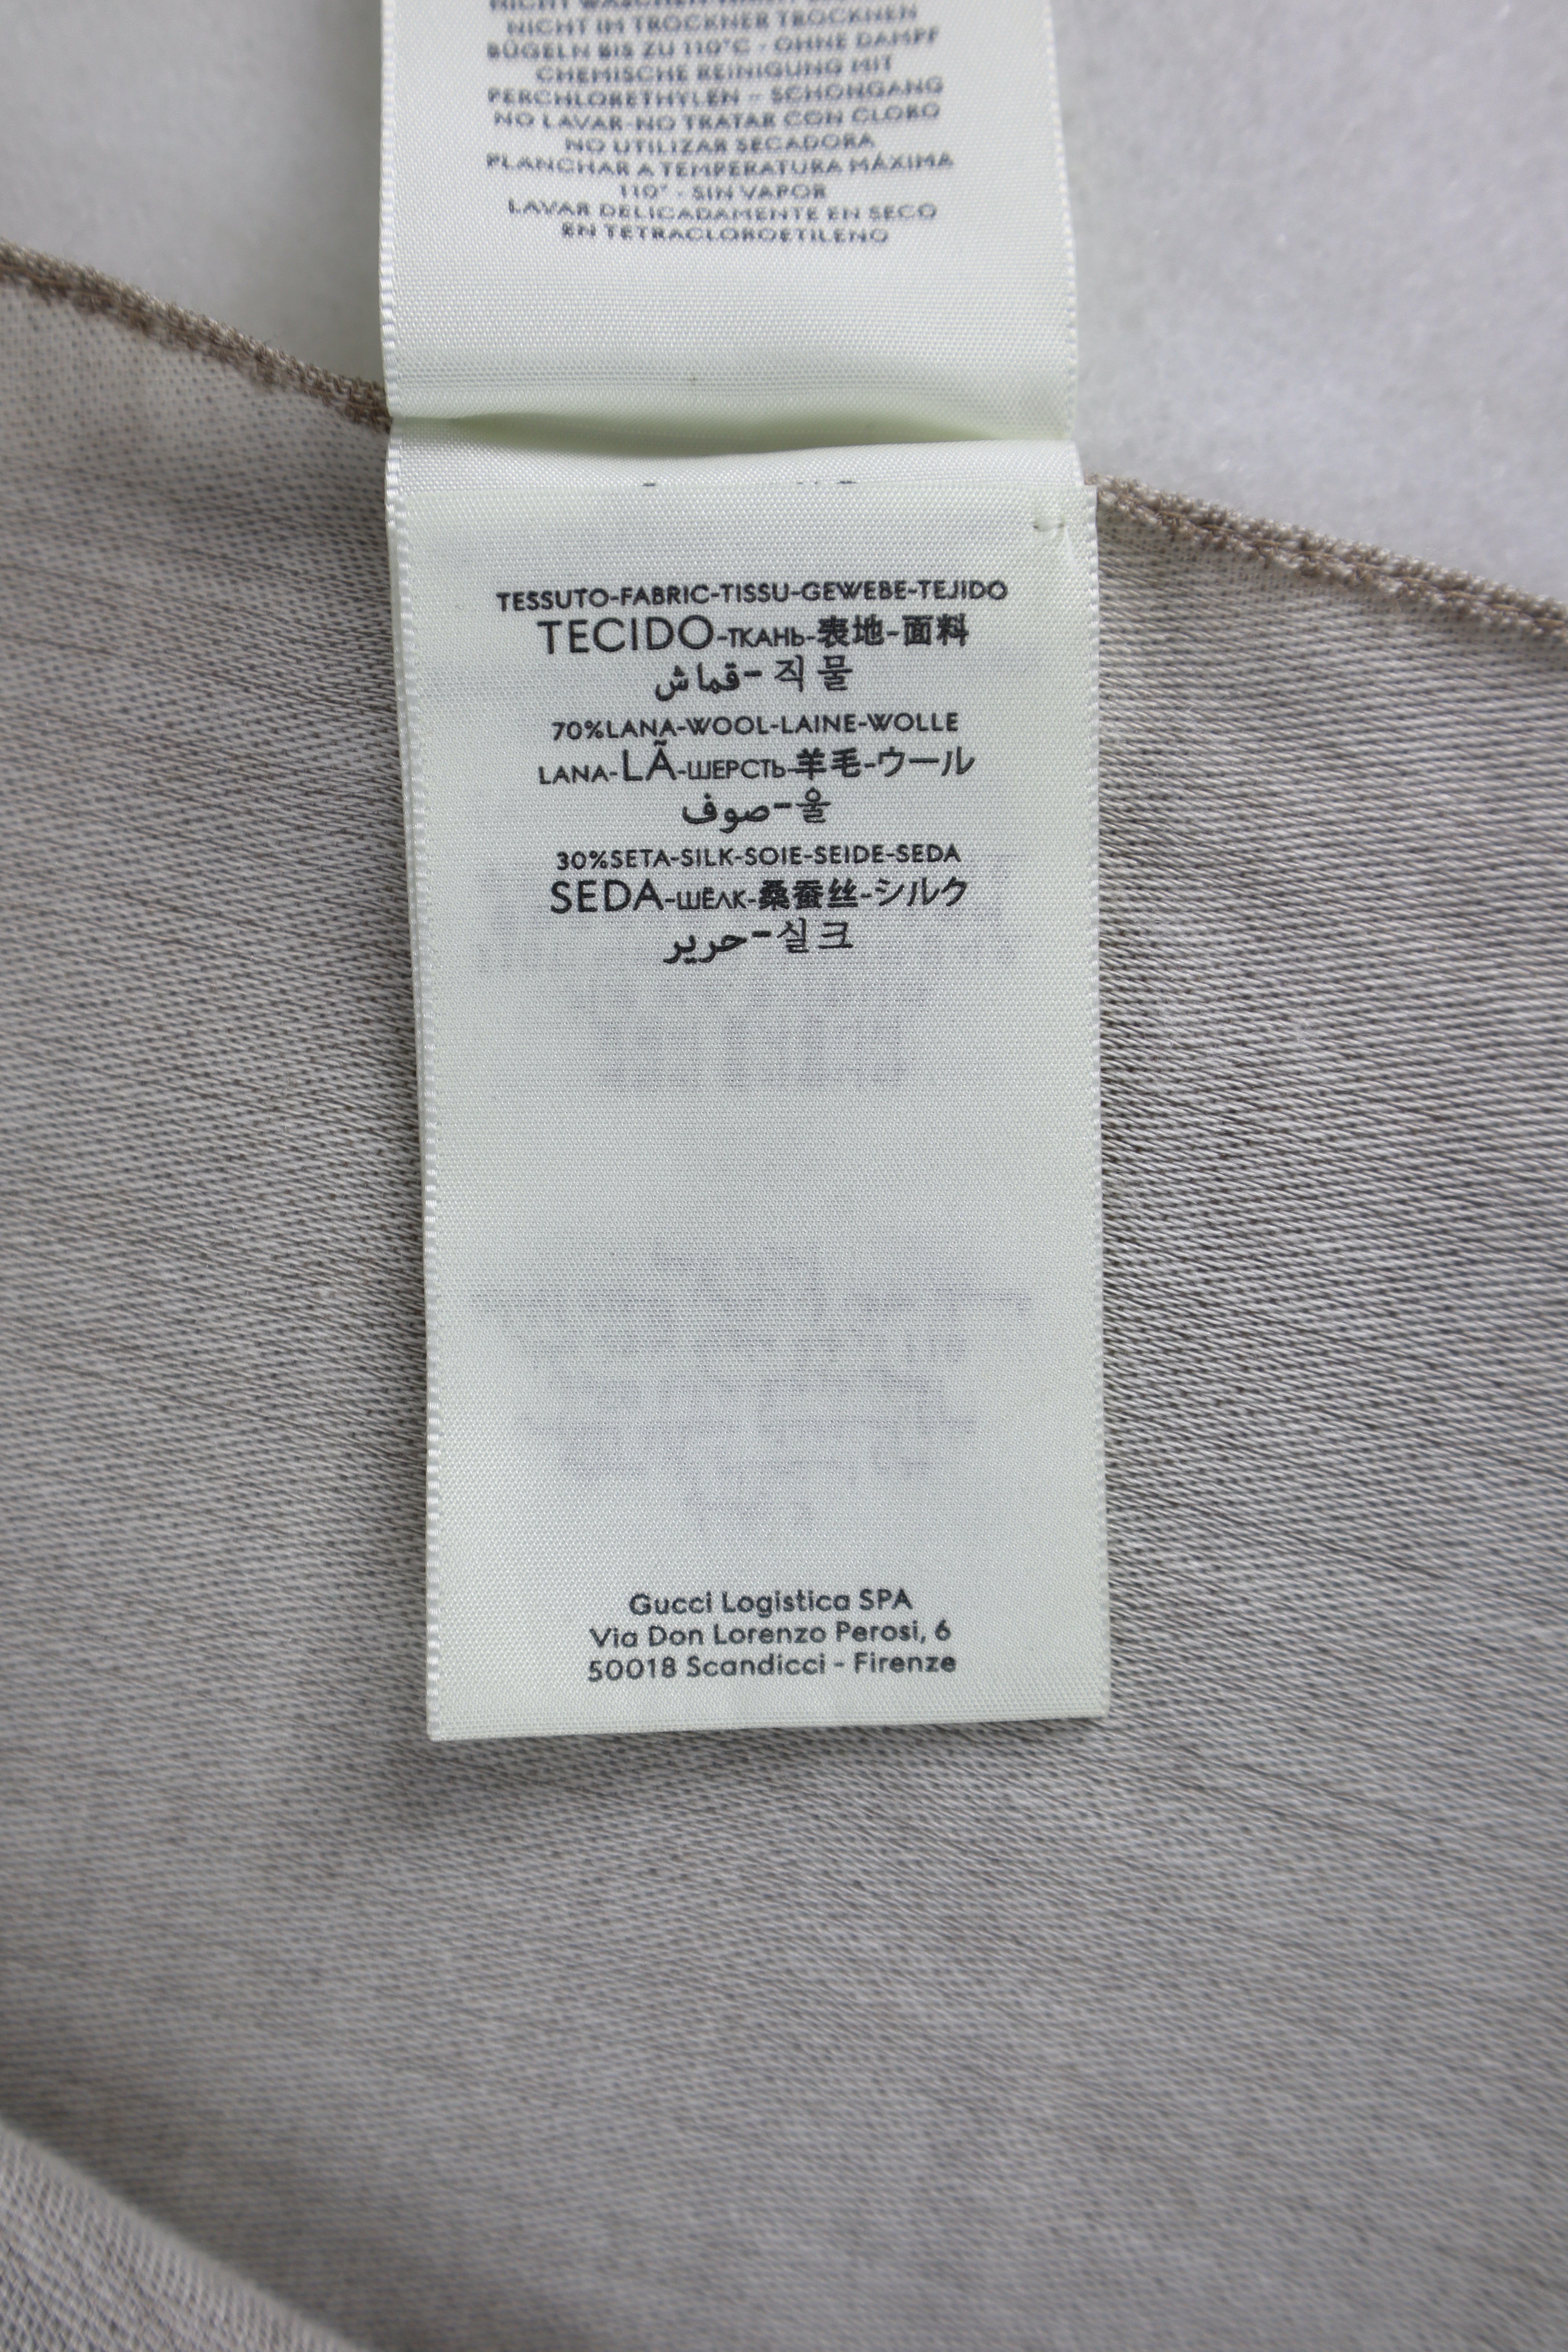 NICHT IM TROCKNER TROCKNEN
BÜGELN BIS ZU 110°C - OHNE DAMPF
CHEMISCHE REINIGUNG MIT
PERCHLORETHYLEN – SCHONGANG
NO LAVAR-NO TRATAR CON CLORO
NO UTILIZAR SECADORA
PLANCHAR A TEMPERATURA MÁXIMA
110° - SIN VAPOR
LAVAR DELICADAMENTE EN SECO
EN TETRACLOROETILENO
TESSUTO-FABRIC-TISSU-GEWEBE-TEJIDO
TECIDO-ТКАНЬ-表地-面料
قماش-직물
70%LANA-WOOL-LAINE-WOLLE
LANA-LÃ-ШЕРСТЬ-羊毛-ウール
صوف-울
30%SETA-SILK-SOIE-SEIDE-SEDA
SEDA-ШЁЛК-桑蚕丝-シルク
حرير-실크
Gucci Logistica SPA
Via Don Lorenzo Perosi, 6
50018 Scandicci - Firenze